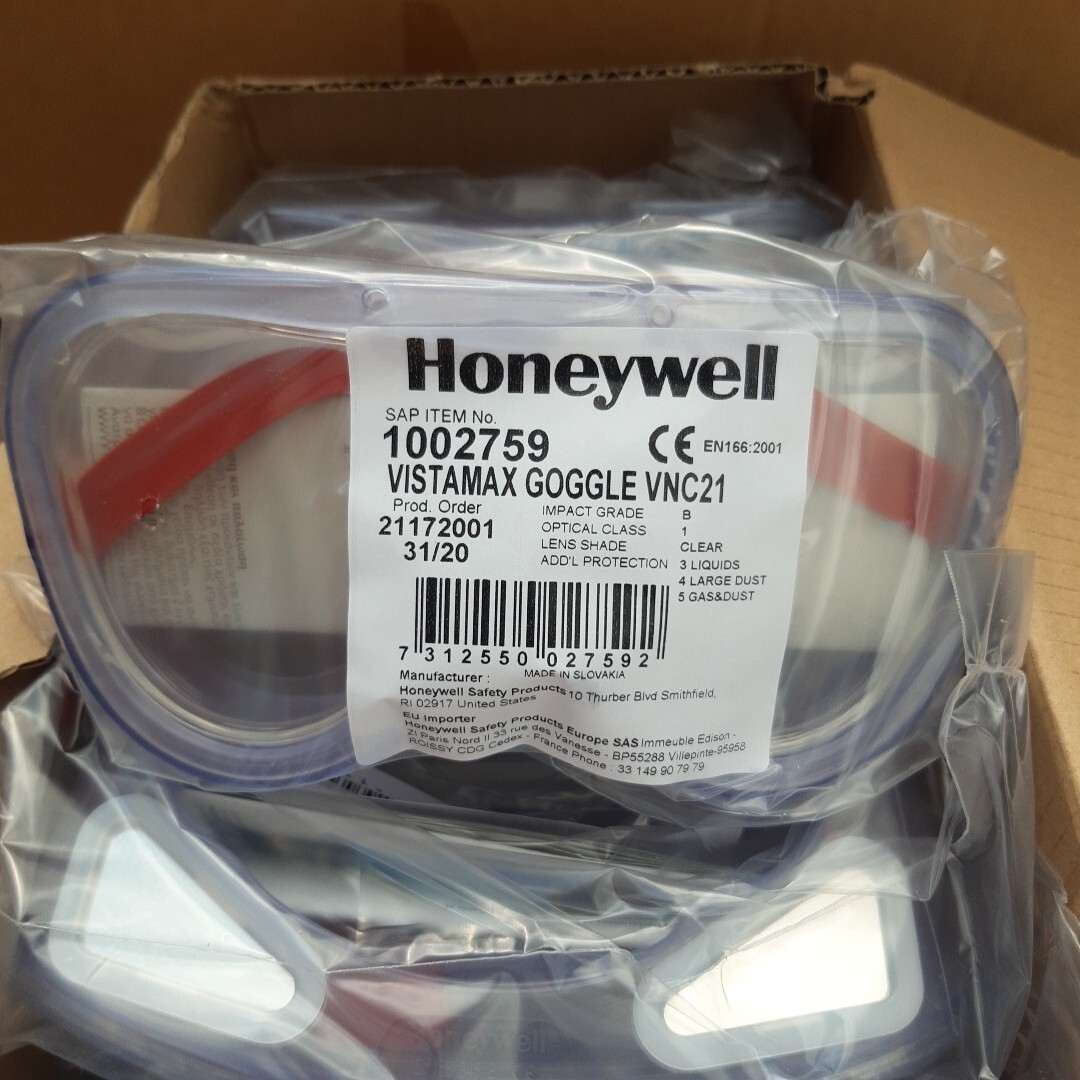 Honeywell
SAP ITEM No.
1002759
CE EN166:2001
VISTAMAX GOGGLE VNC21
Prod. Order
21172001
31/20
IMPACT GRADE B
OPTICAL CLASS 1
LENS SHADE CLEAR
ADD'L PROTECTION 3 LIQUIDS
4 LARGE DUST
5 GAS&DUST
7 312550 027592
MADE IN SLOVAKIA
Manufacturer :
Honeywell Safety Products 10 Thurber Blvd Smithfield,
RI 02917 United States
EU Importer
Honeywell Safety Products Europe SAS Immeuble Edison -
ZI Paris Nord II 33 rue des Vanesse - BP55288 Villepinte-95958
ROISSY CDG Cedex - France Phone : 33 149 90 79 79
Honeywell